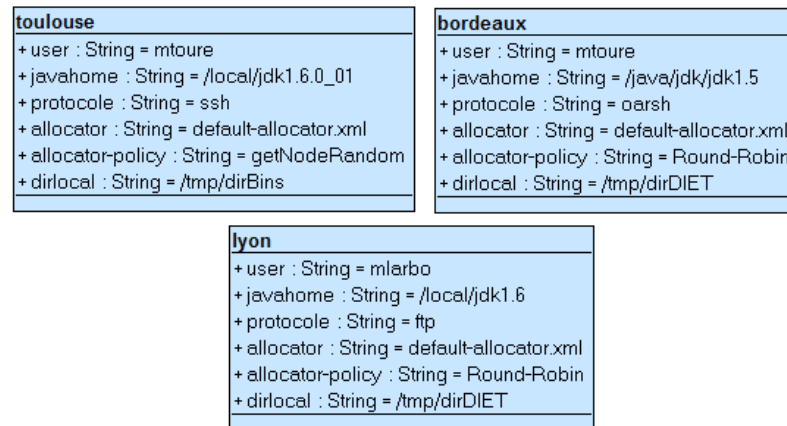 toulouse
+ user : String = mtoure
+ javahome : String = /local/jdk1.6.0_01
+ protocole : String = ssh
+ allocator : String = default-allocator.xml
+ allocator-policy : String = getNodeRandom
+ dirlocal : String = /tmp/dirBins
bordeaux
+ user : String = mtoure
+ javahome : String = /java/jdk/jdk1.5
+ protocole : String = oarsh
+ allocator : String = default-allocator.xml
+ allocator-policy : String = Round-Robin
+ dirlocal : String = /tmp/dirDIET
lyon
+ user : String = mlarbo
+ javahome : String = /local/jdk1.6
+ protocole : String = ftp
+ allocator : String = default-allocator.xml
+ allocator-policy : String = Round-Robin
+ dirlocal : String = /tmp/dirDIET